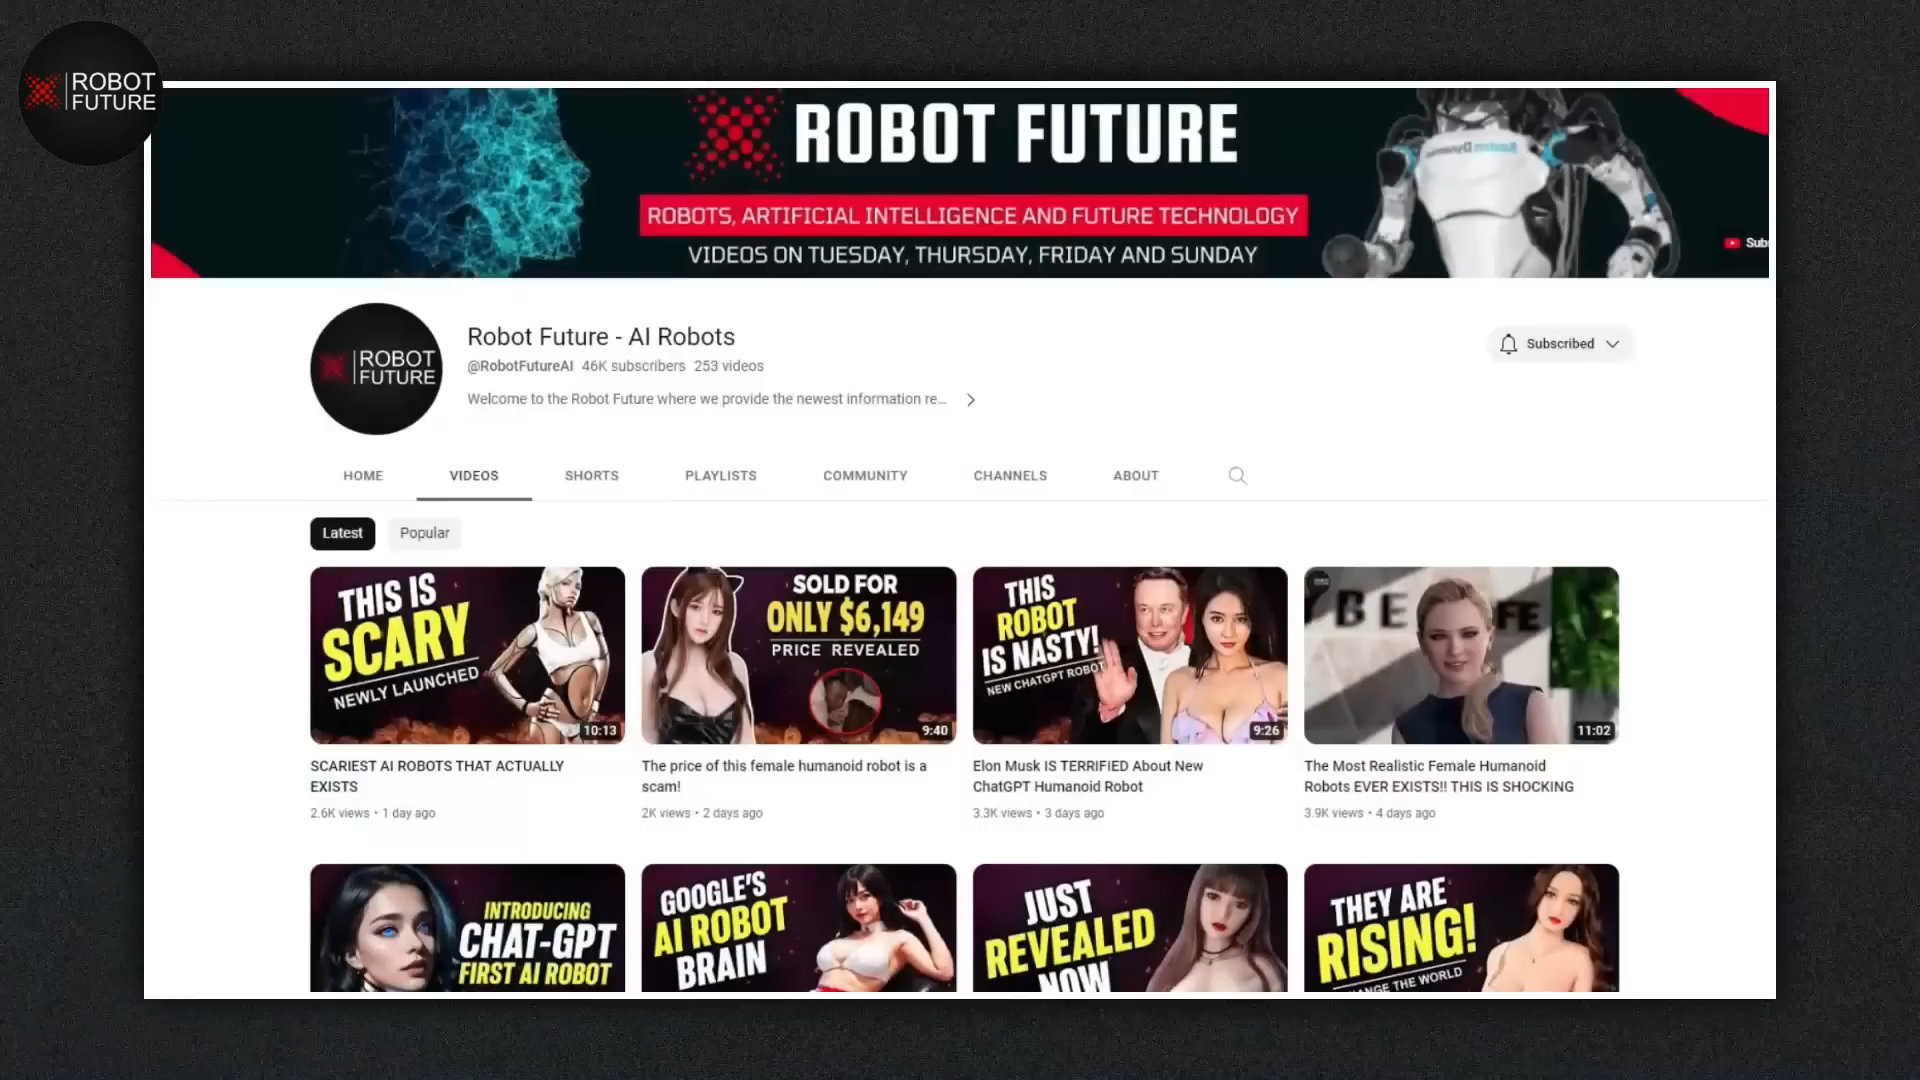 ROBOT
FUTURE
ROBOT FUTURE
ROBOTS, ARTIFICIAL INTELLIGENCE AND FUTURE TECHNOLOGY
VIDEOS ON TUESDAY, THURSDAY, FRIDAY AND SUNDAY
Sub
ROBOT
FUTURE
Robot Future - AI Robots
@RobotFutureAI 46K subscribers 253 videos
Welcome to the Robot Future where we provide the newest information re...
Subscribed
HOME VIDEOS SHORTS PLAYLISTS COMMUNITY CHANNELS ABOUT
Latest Popular
THIS IS
SCARY
NEWLY LAUNCHED
10:13
SOLD FOR
ONLY $6,149
PRICE REVEALED
9:40
THIS
ROBOT
IS NASTY!
NEW CHATGPT ROBOT
9:26
BE FE
11:02
SCARIEST AI ROBOTS THAT ACTUALLY
EXISTS
2.6K views • 1 day ago
The price of this female humanoid robot is a
scam!
2K views • 2 days ago
Elon Musk IS TERRIFIED About New
ChatGPT Humanoid Robot
3.3K views • 3 days ago
The Most Realistic Female Humanoid
Robots EVER EXISTS!! THIS IS SHOCKING
3.9K views • 4 days ago
INTRODUCING
CHAT-GPT
FIRST AI ROBOT
GOOGLE'S
AI ROBOT
BRAIN
JUST
REVEALED
NOW
THEY ARE
RISING!
ANGE THE WORLD